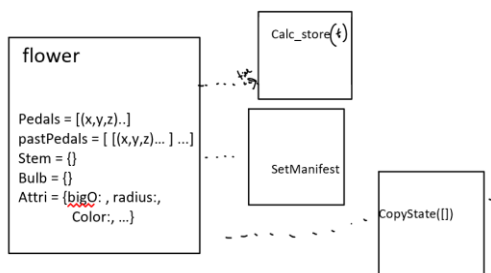 flower
Pedals = [(x,y,z)..]
pastPedals = [ [(x,y,z)... ] ...]
Stem = {}
Bulb = {}
Attri = {bigO: , radius:,
Color:, ...}
Calc_store(t)
SetManifest
CopyState([])